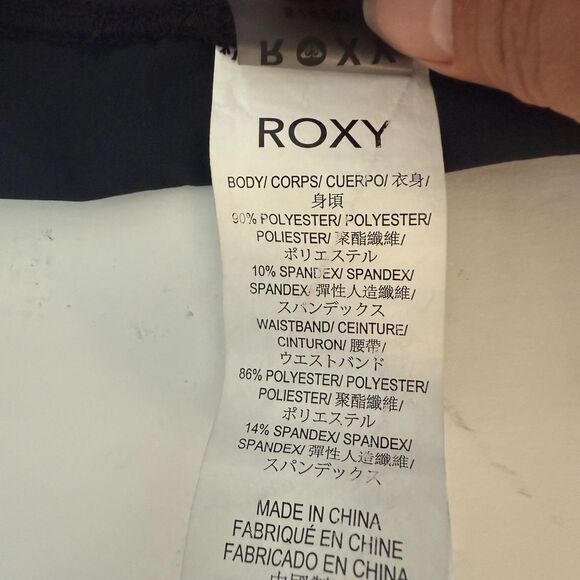 ROXY
ROXY
BODY/ CORPS/ CUERPO/ 衣身/
身頃
90% POLYESTER/ POLYESTER/
POLIESTER/ 聚酯纖維/
ポリエステル
10% SPANDEX/ SPANDEX/
SPANDEX/ 彈性人造纖維/
スパンデックス
WAISTBAND/ CEINTURE/
CINTURON/ 腰帶/
ウエストバンド
86% POLYESTER/ POLYESTER/
POLIESTER/ 聚酯纖維/
ポリエステル
14% SPANDEX/ SPANDEX/
SPANDEX/ 彈性人造纖維/
スパンデックス
MADE IN CHINA
FABRIQUÉ EN CHINE
FABRICADO EN CHINA